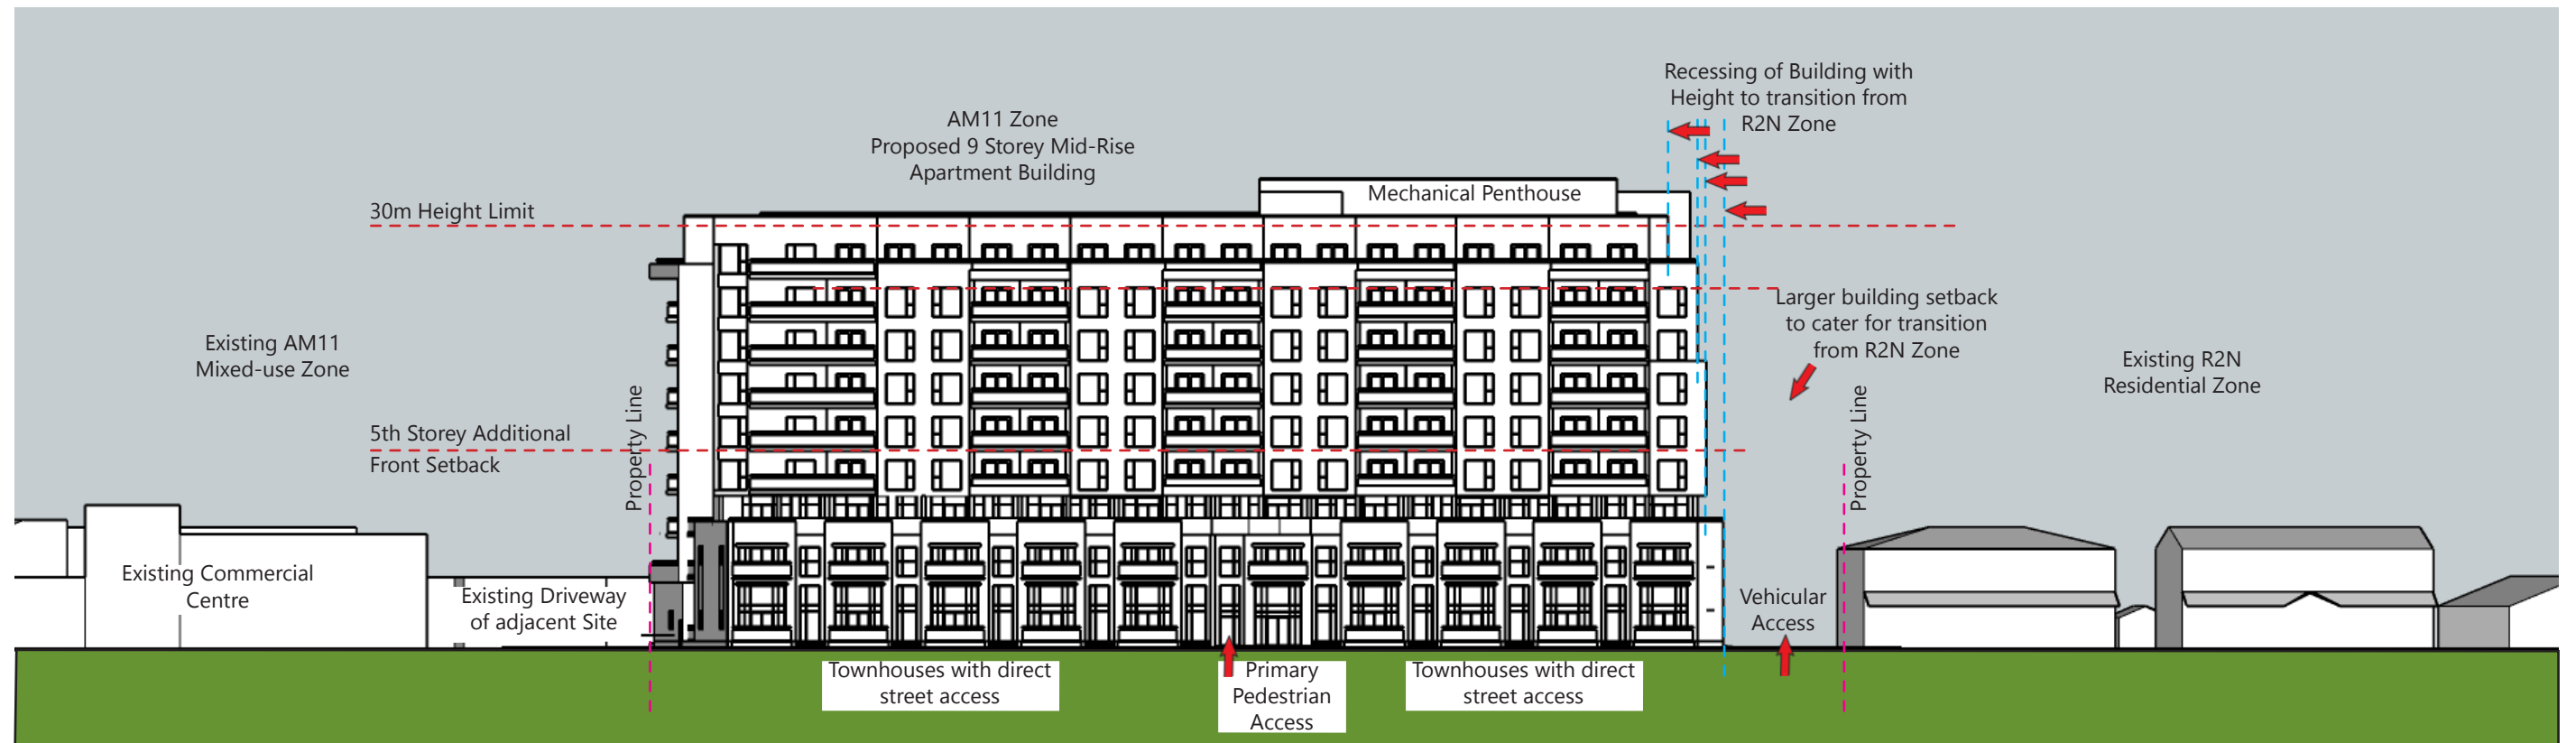 Recessing of Building with
Height to transition from
R2N Zone
AM11 Zone
Proposed 9 Storey Mid-Rise
Apartment Building
Mechanical Penthouse
30m Height Limit
Larger building setback
to cater for transition
from R2N Zone
Existing AM11
Mixed-use Zone
Existing R2N
Residential Zone
Property Line
Property Line
5th Storey Additional
Front Setback
Existing Commercial
Centre
Existing Driveway
of adjacent Site
Vehicular
Access
Townhouses with direct
street access
Primary
Pedestrian
Access
Townhouses with direct
street access